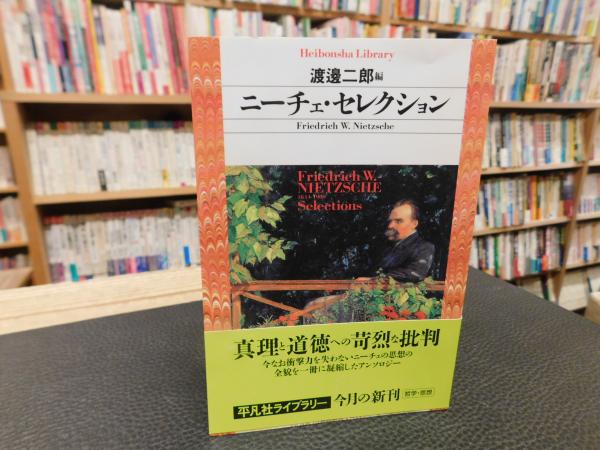 Heibonsha Library
渡邊二郎編
ニーチェ・セレクション
Friedrich W. Nietzsche
Friedrich W.
NIETZSCHE
Selections
真理と道徳への苛烈な批判
今なお衝撃力を失わないニーチェの思想の
全貌を一冊に凝縮したアンソロジー
平凡社ライブラリー 今月の新刊 哲学・思想